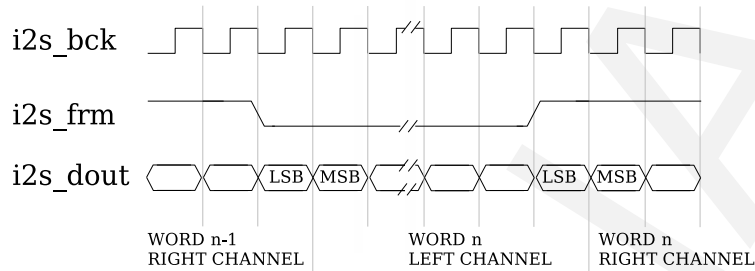 i2s_bck
i2s_frm
i2s_dout
LSB MSB LSB MSB
WORD n-1
RIGHT CHANNEL
WORD n
LEFT CHANNEL
WORD n
RIGHT CHANNEL